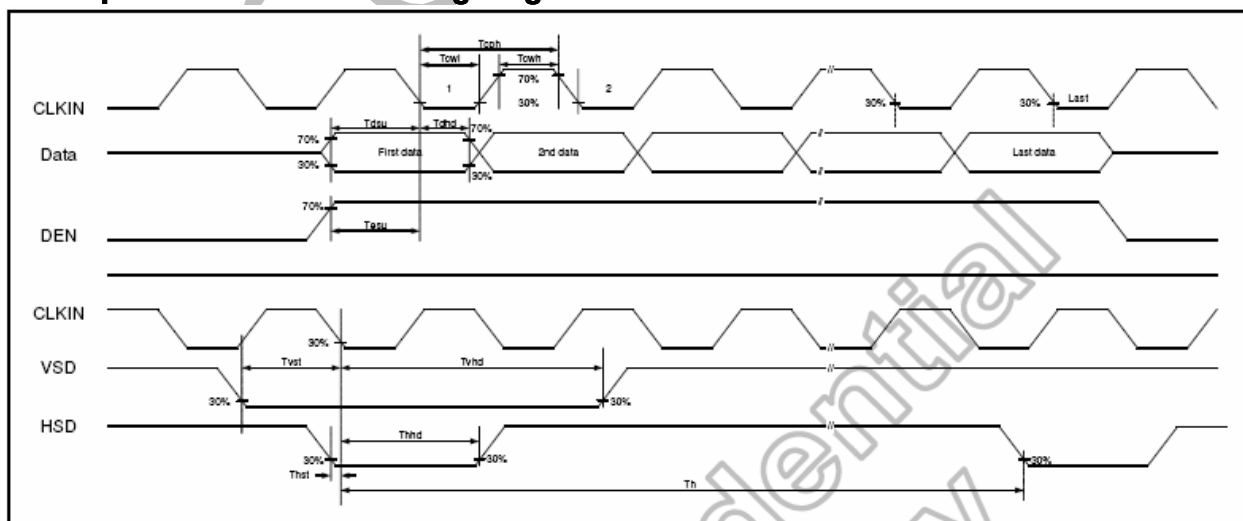 Tcph
Tcwl
Tcwh
1
70%
2
30%
30%
30%
Last
CLKIN
Tdsu
Tdhd
70%
70%
Data
First data
2nd data
Last data
30%
30%
70%
DEN
Tesu
CLKIN
30%
VSD
Tvst
Tvhd
30%
30%
HSD
Thhd
30%
30%
30%
Thst
Th
dential